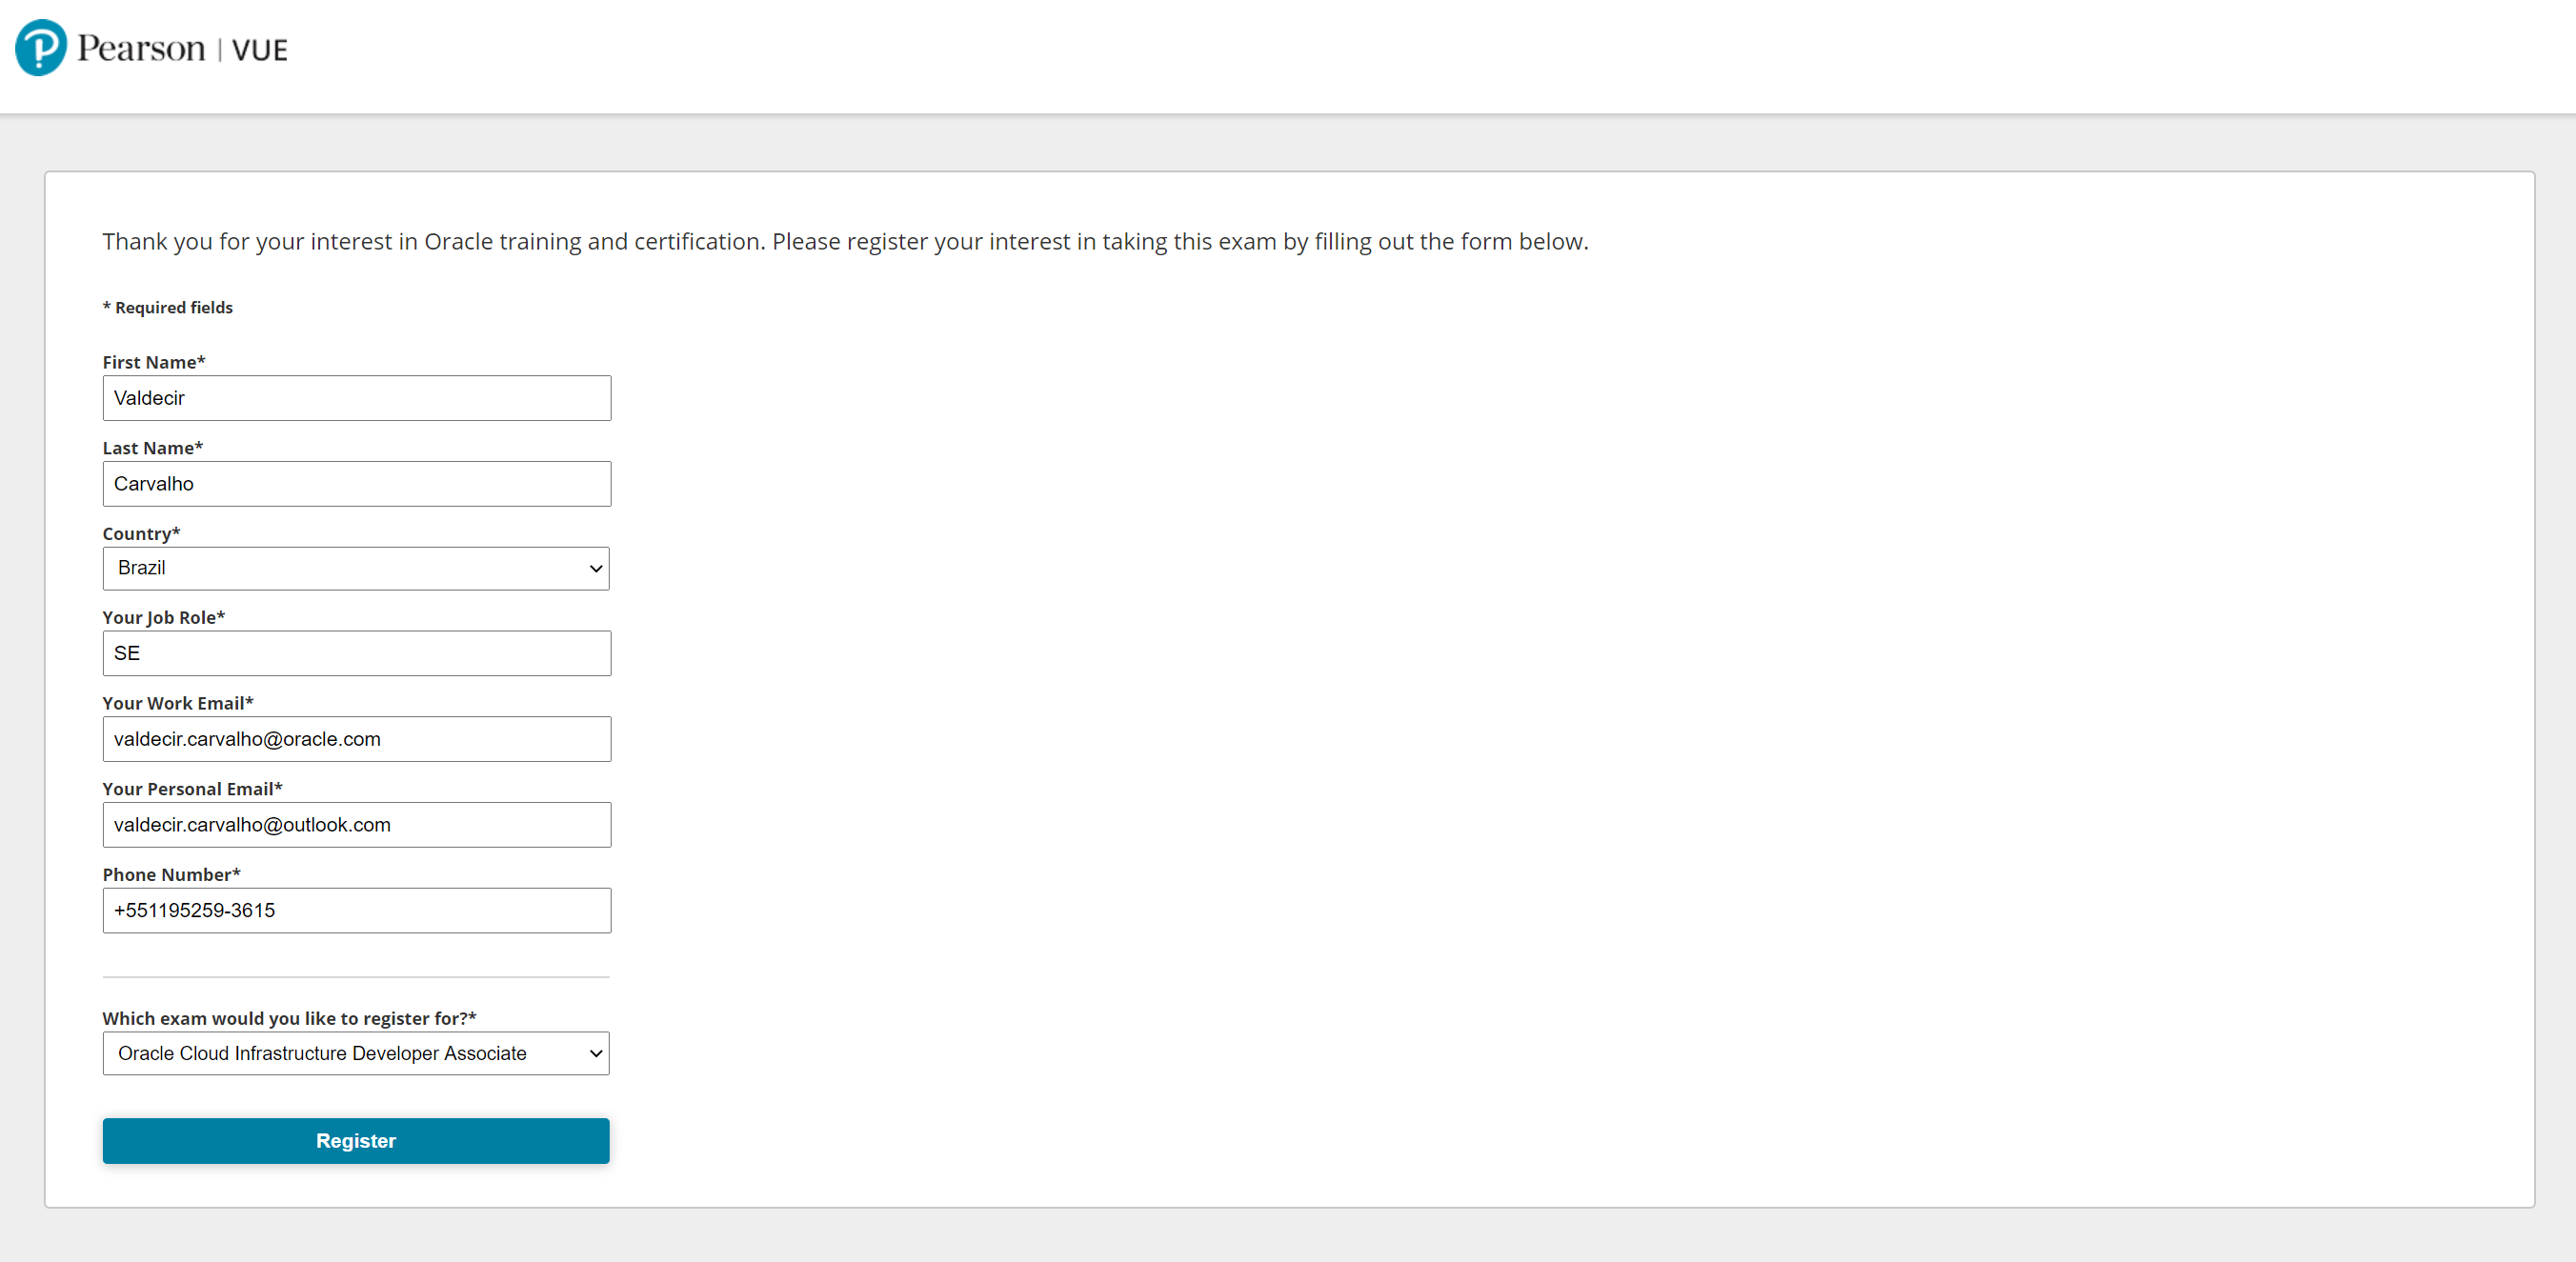 Pearson | VUE
Thank you for your interest in Oracle training and certification. Please register your interest in taking this exam by filling out the form below.
* Required fields
First Name*
Valdecir
Last Name*
Carvalho
Country*
Brazil
Your Job Role*
SE
Your Work Email*
valdecir.carvalho@oracle.com
Your Personal Email*
valdecir.carvalho@outlook.com
Phone Number*
+551195259-3615
Which exam would you like to register for?*
Oracle Cloud Infrastructure Developer Associate
Register